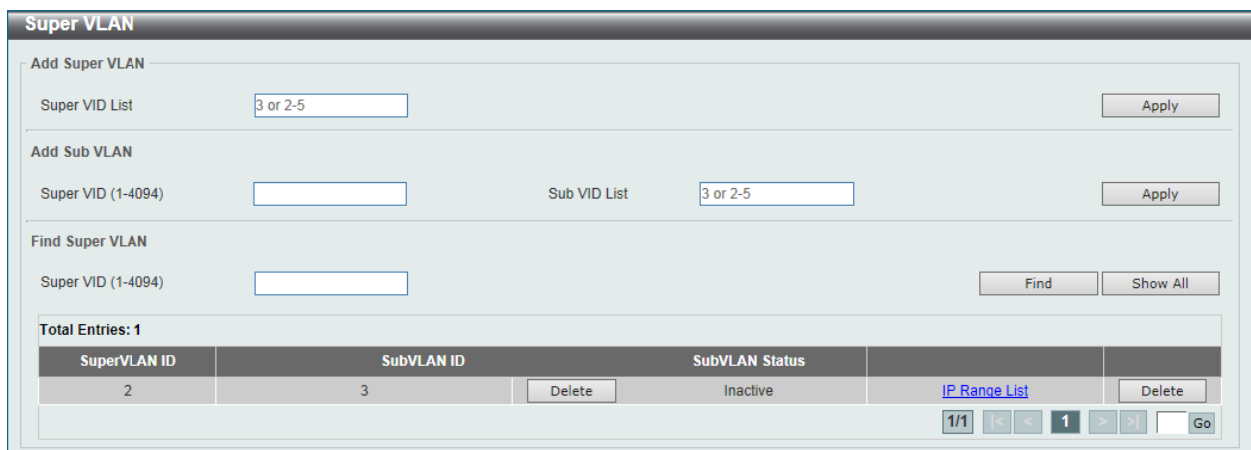 Super VLAN
Add Super VLAN
Super VID List 3 or 2-5 Apply
Add Sub VLAN
Super VID (1-4094) Sub VID List 3 or 2-5 Apply
Find Super VLAN
Super VID (1-4094) Find Show All
Total Entries: 1
SuperVLAN ID SubVLAN ID SubVLAN Status
2 3 Delete Inactive IP Range List Delete
1/1 |< < 1 > >| Go